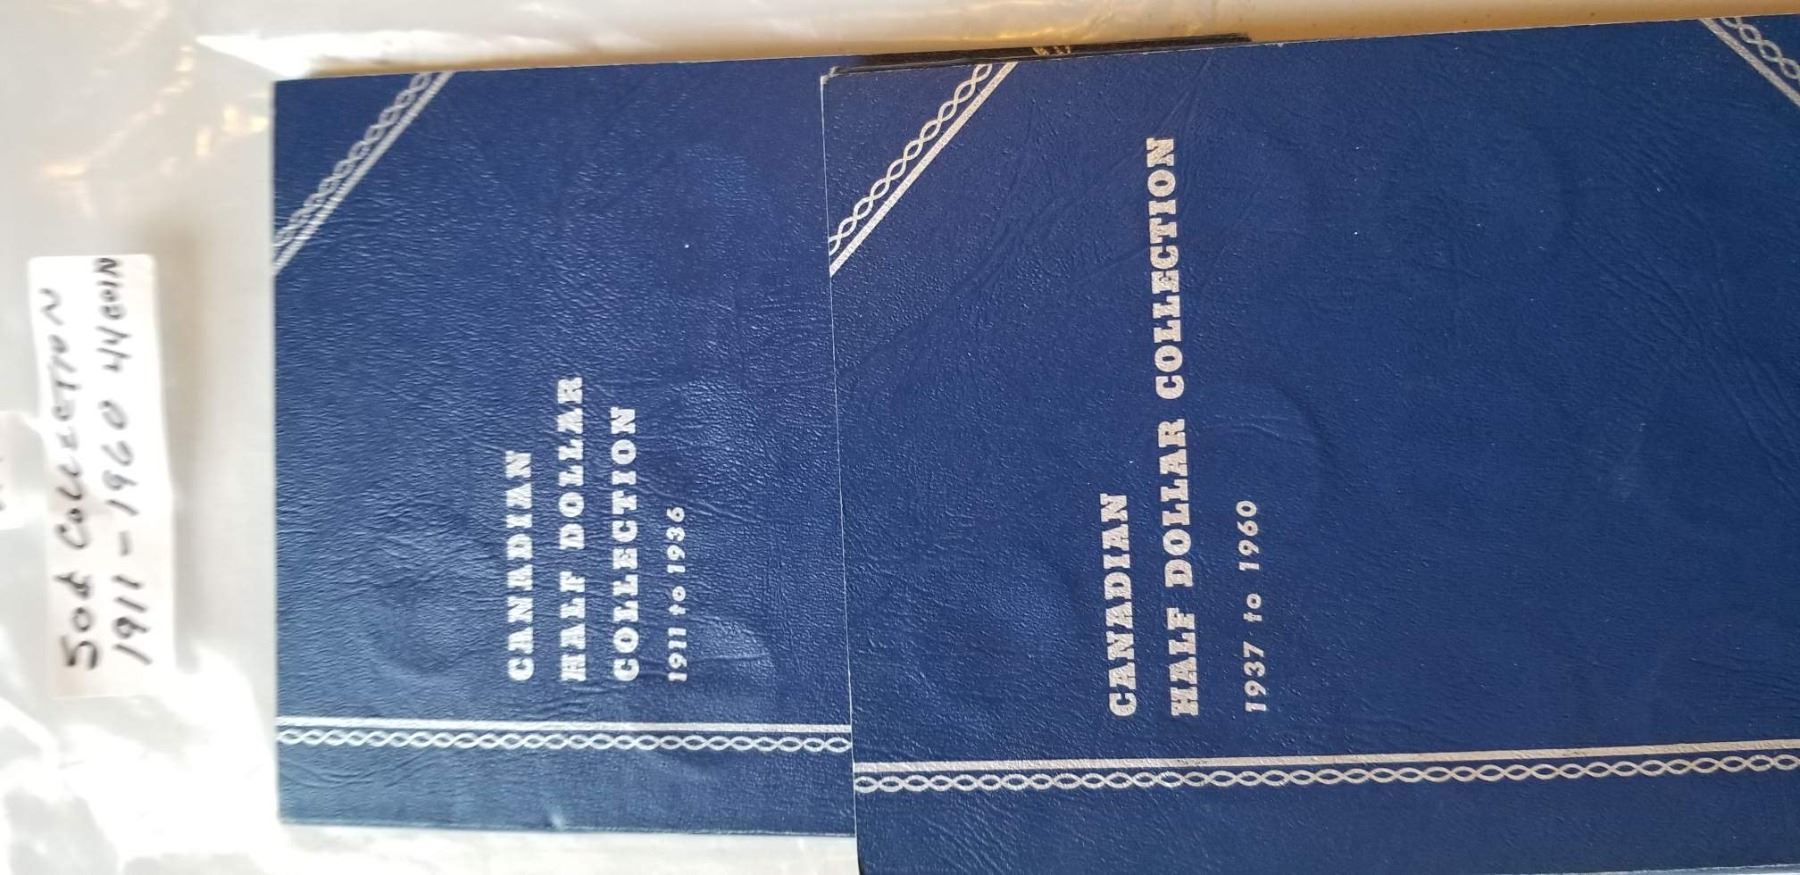 50¢ COLLECTION
1911 - 1960 44 COIN
CANADIAN
HALF DOLLAR
COLLECTION
1911 to 1936
CANADIAN
HALF DOLLAR COLLECTION
1937 to 1960